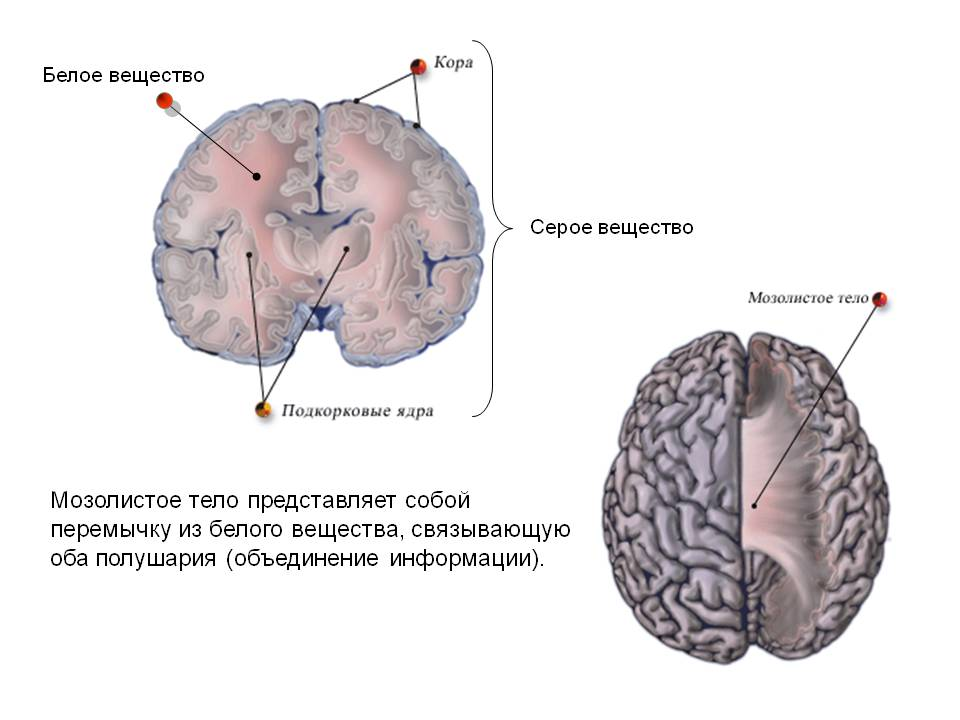 Белое вещество
Кора
Серое вещество
Подкорковые ядра
Мозолистое тело
Мозолистое тело представляет собой
перемычку из белого вещества, связывающую
оба полушария (объединение информации).